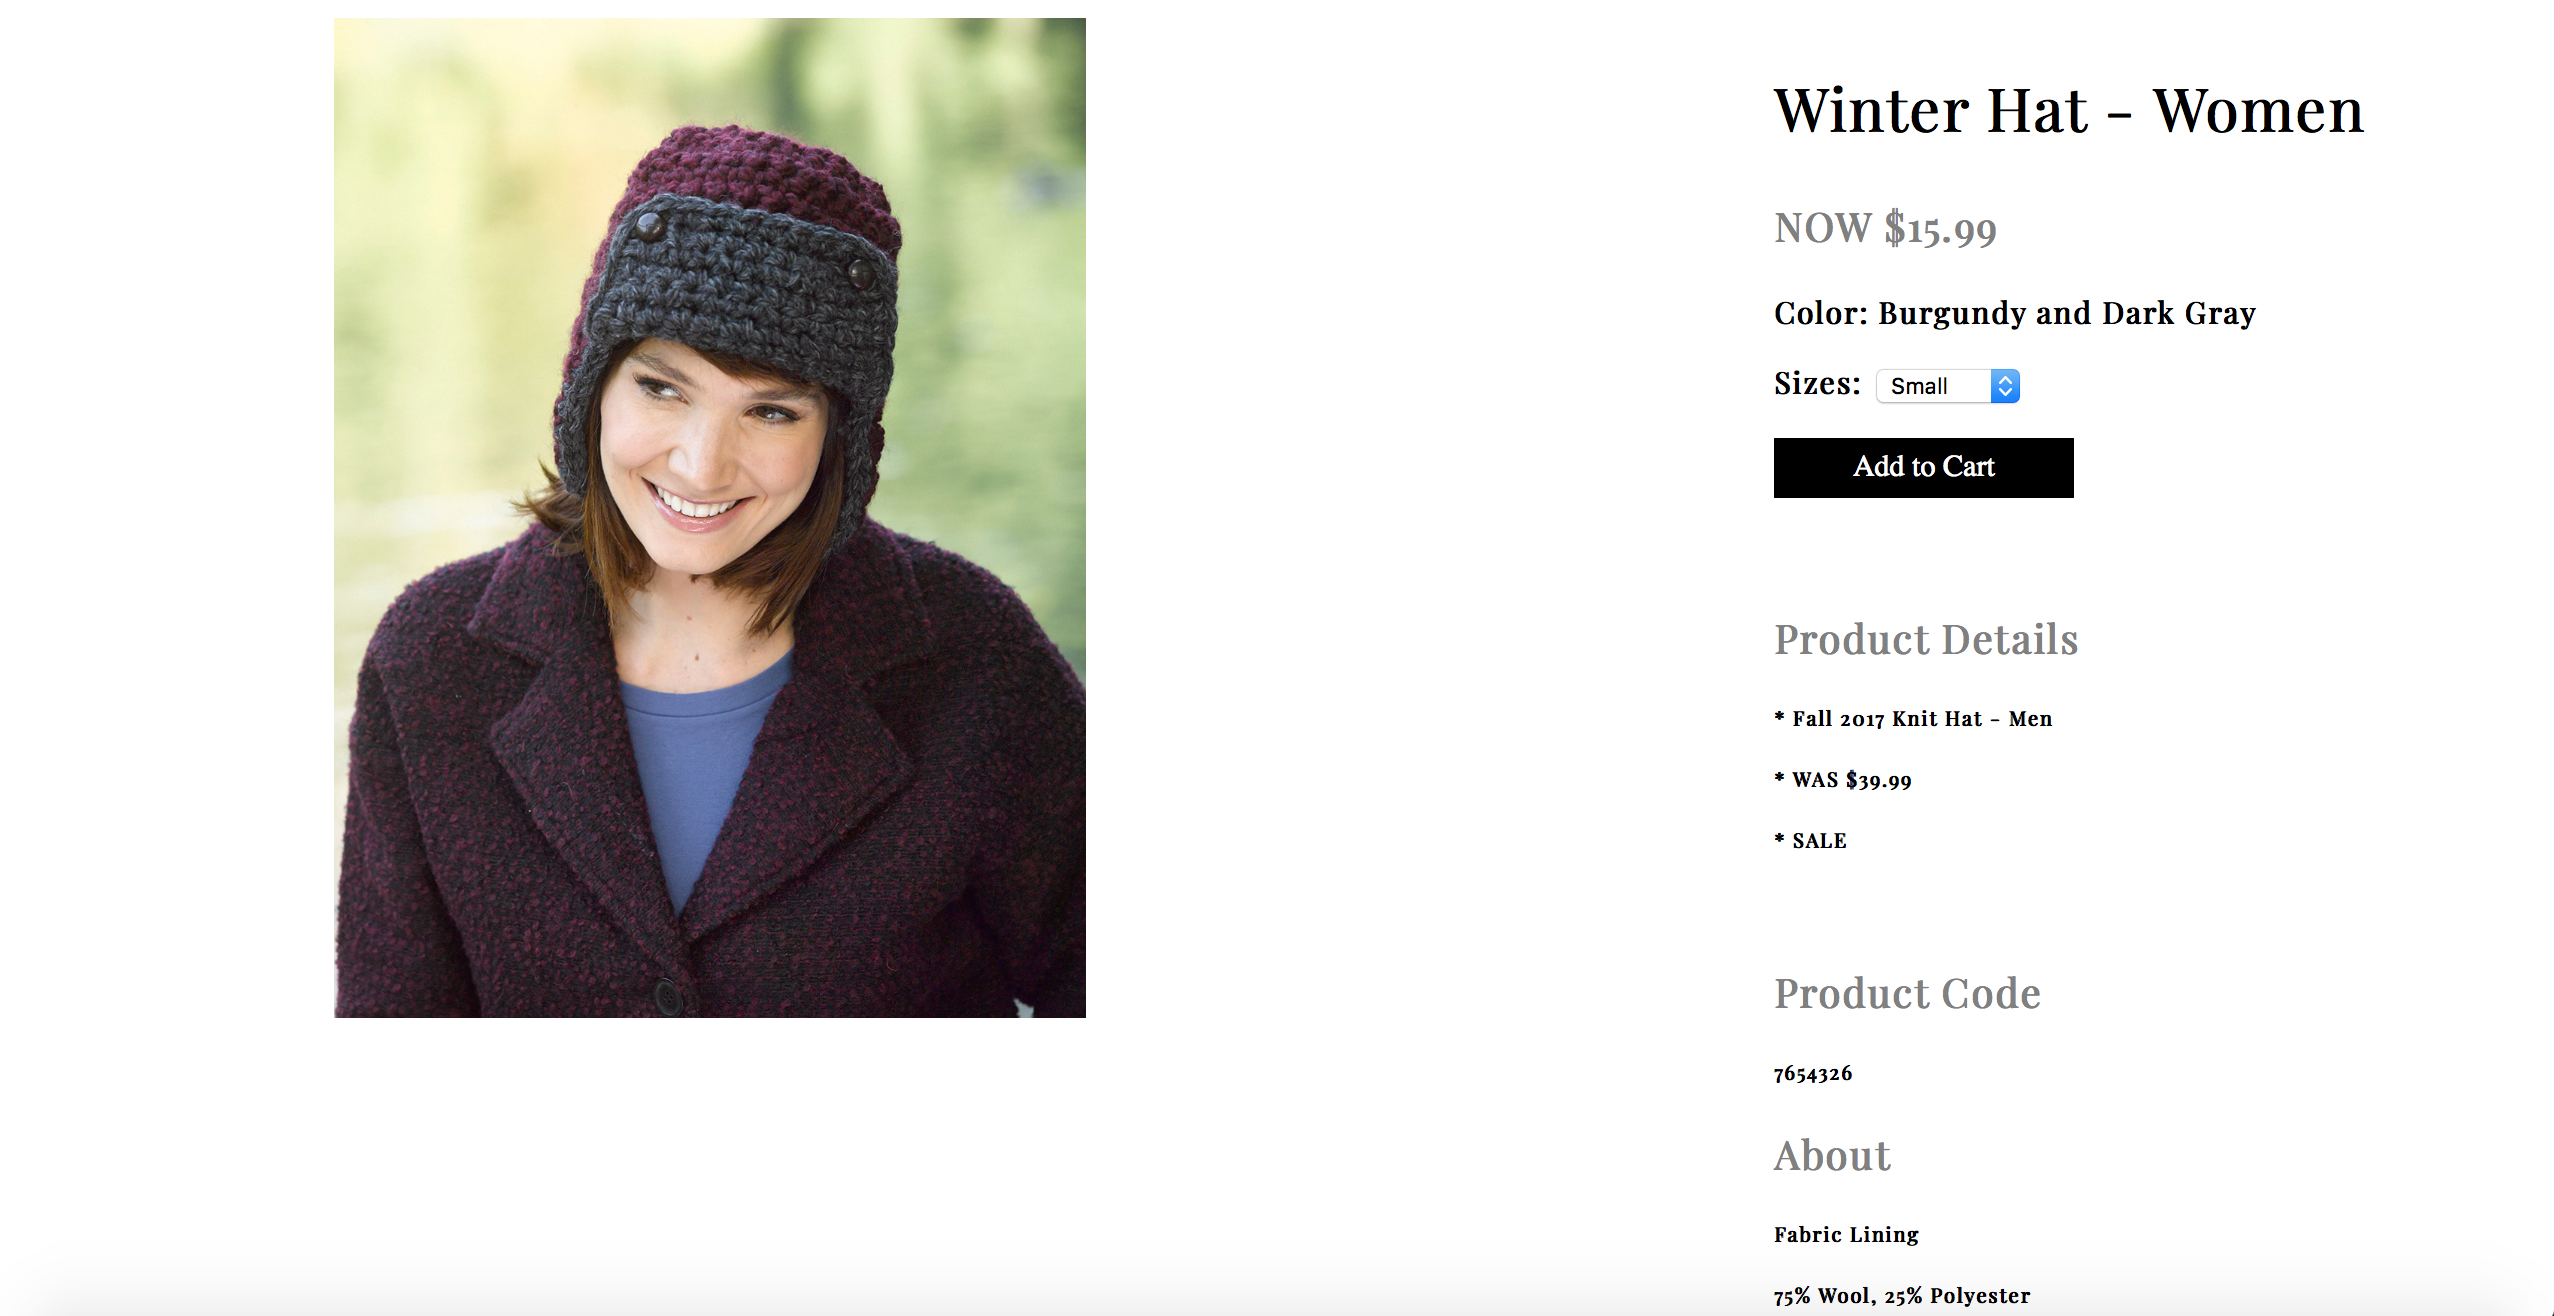 Winter Hat - Women
NOW $15.99
Color: Burgundy and Dark Gray
Sizes: Small
Add to Cart
Product Details
* Fall 2017 Knit Hat - Men
* WAS $39.99
* SALE
Product Code
7654326
About
Fabric Lining
75% Wool, 25% Polyester